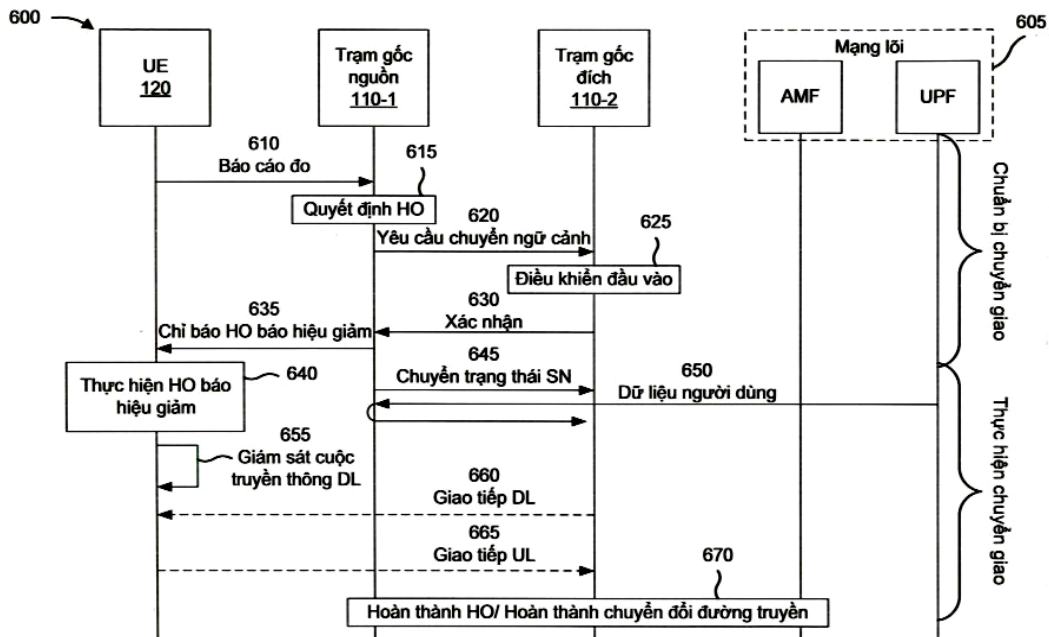 600
605
UE
120
Trạm gốc
nguồn
110-1
Trạm gốc
đích
110-2
Mạng lõi
AMF
UPF
610
Báo cáo đo
615
Quyết định HO
620
Yêu cầu chuyển ngữ cảnh
625
Điều khiển đầu vào
630
Xác nhận
635
Chỉ báo HO báo hiệu giảm
Chuẩn bị chuyển giao
640
Thực hiện HO báo
hiệu giảm
645
Chuyển trạng thái SN
650
Dữ liệu người dùng
655
Giám sát cuộc
truyền thông DL
660
Giao tiếp DL
665
Giao tiếp UL
Thực hiện chuyển giao
670
Hoàn thành HO/ Hoàn thành chuyển đổi đường truyền